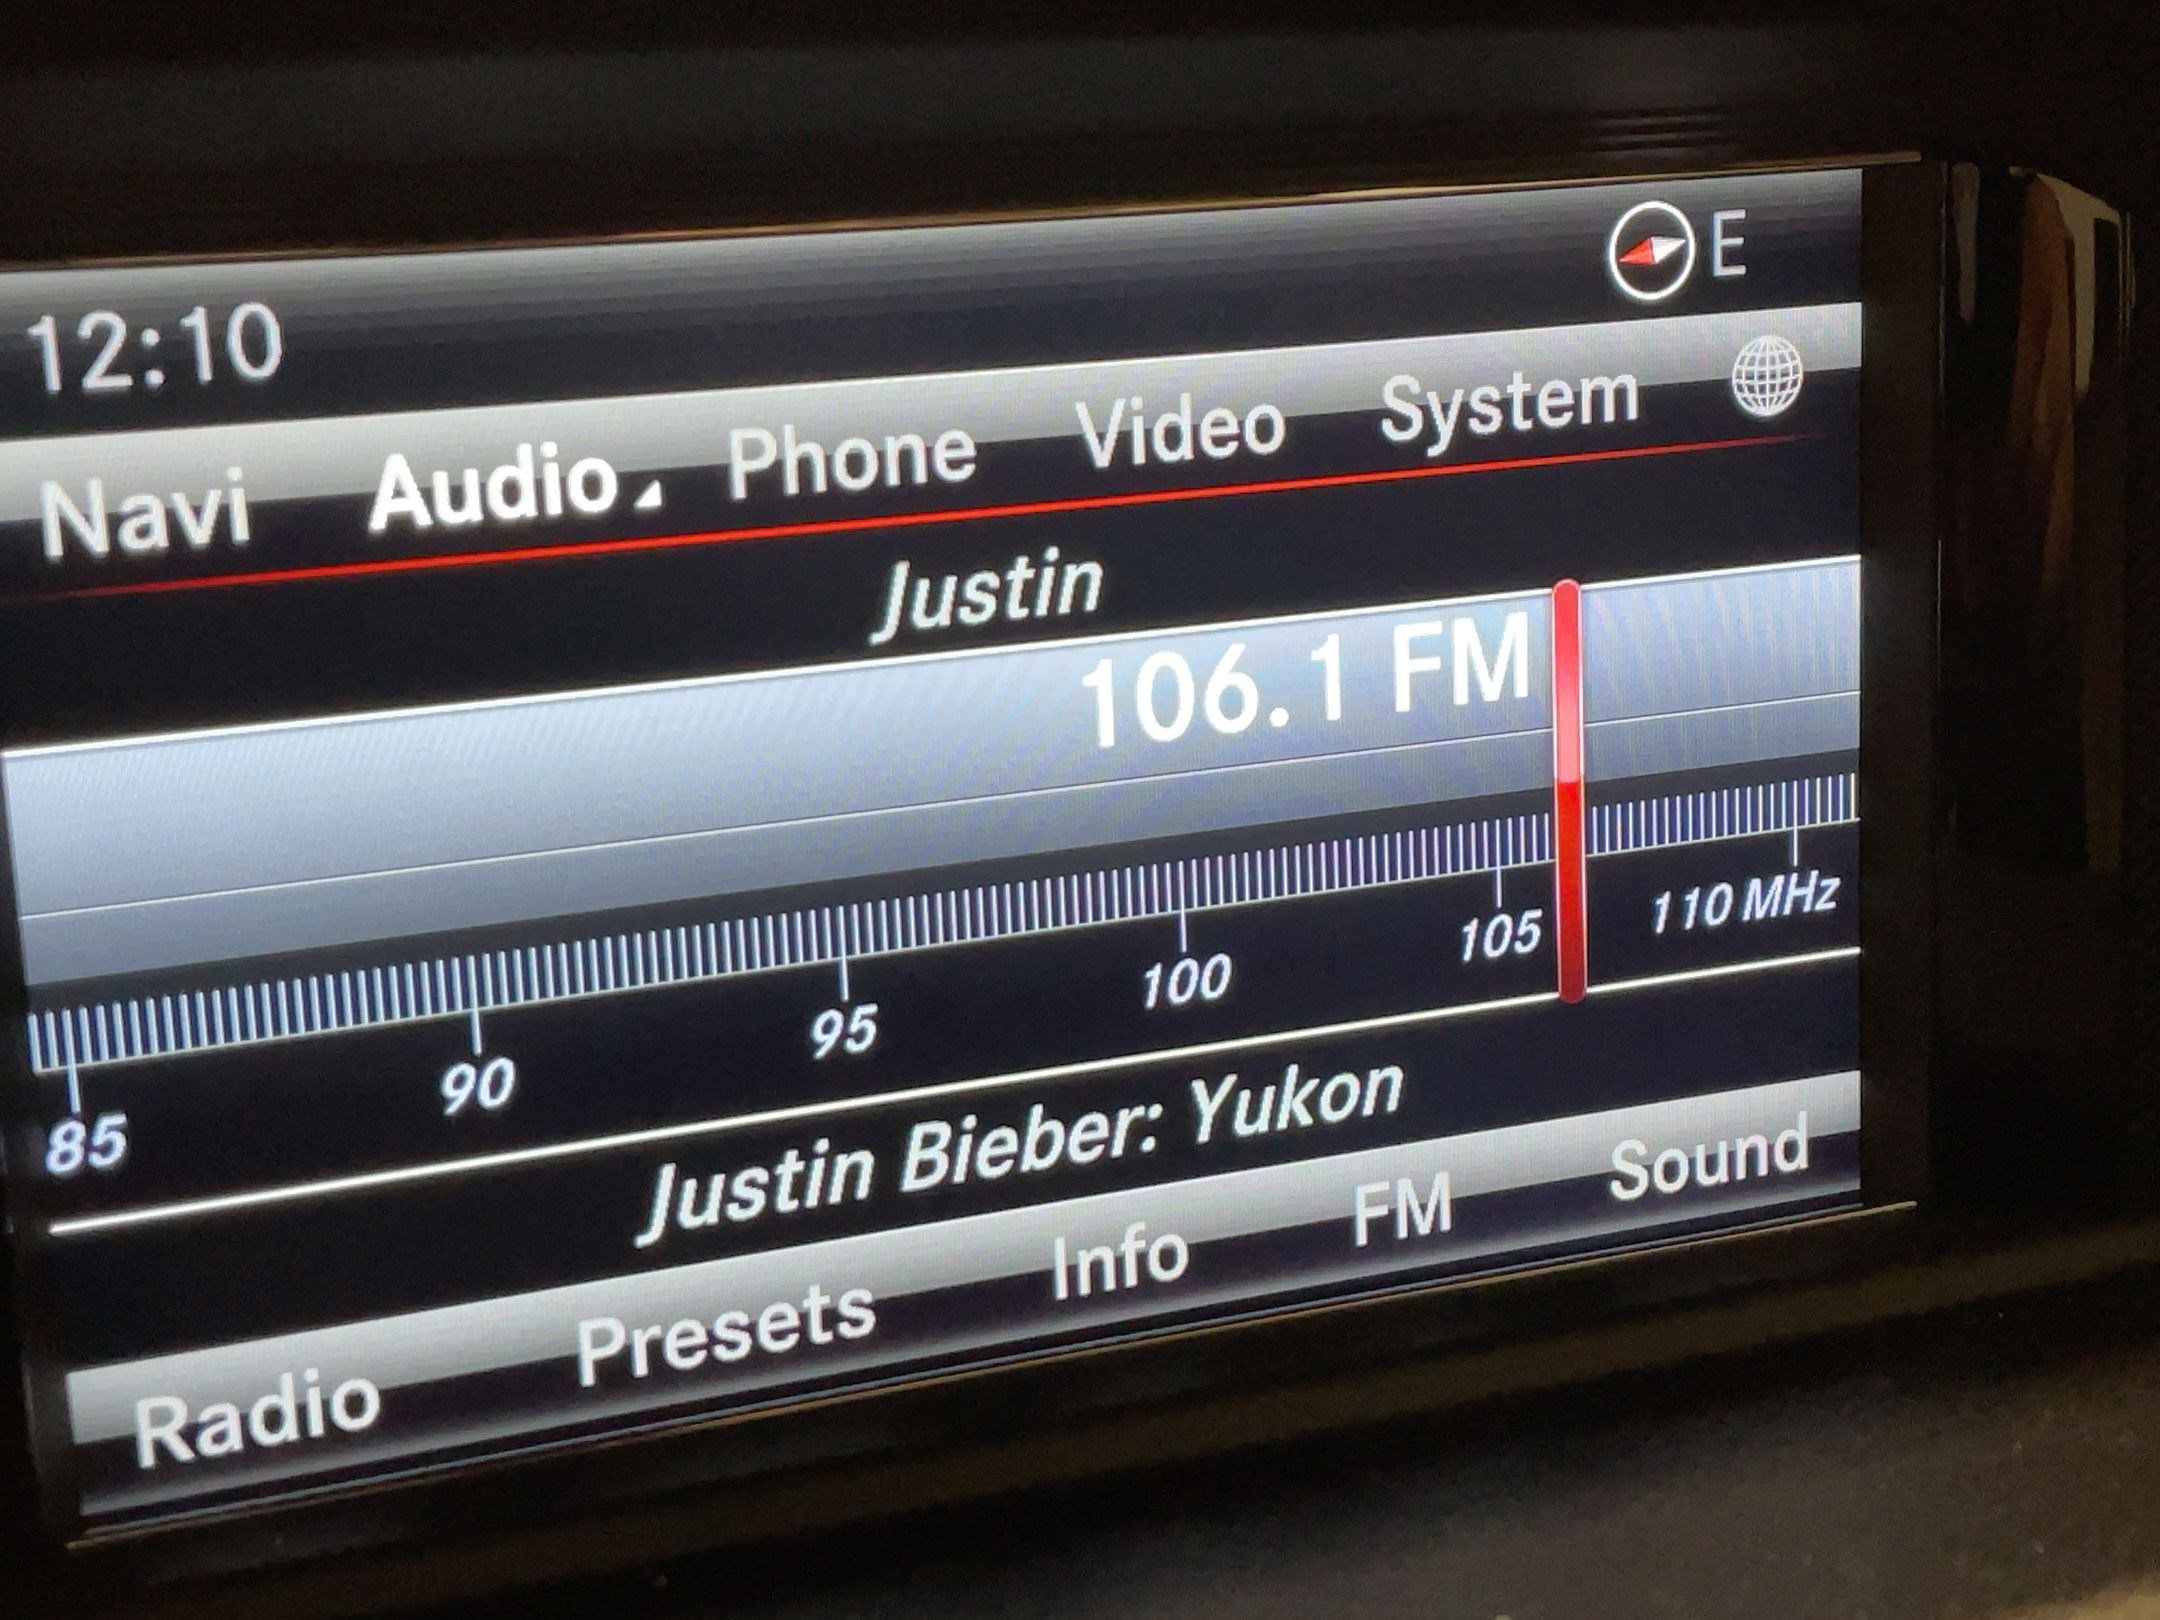 E
12:10
Navi Audio Phone Video System
Justin
106.1 FM
85 90 95 100 105 110 MHz
Justin Bieber: Yukon
Radio Presets Info FM Sound